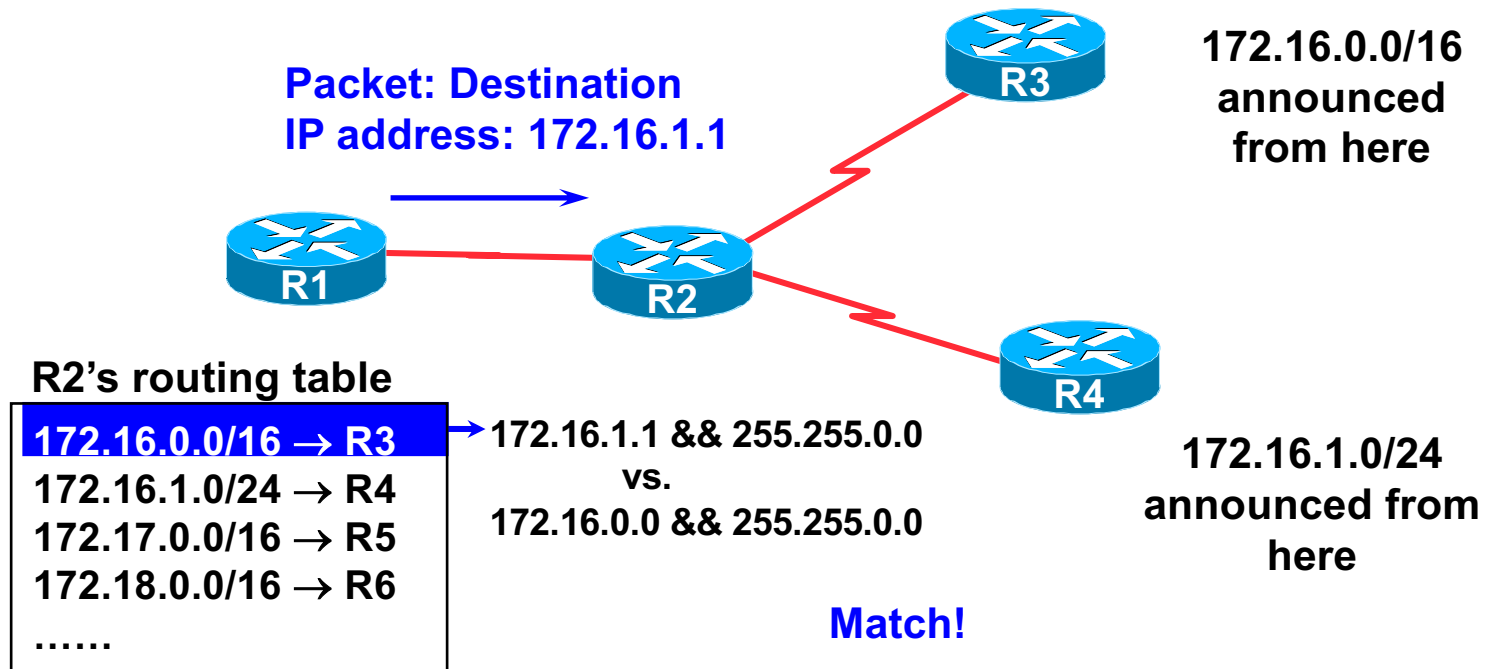 Packet: Destination
IP address: 172.16.1.1
R3
172.16.0.0/16
announced
from here
R1
R2
R4
172.16.1.0/24
announced from
here
R2’s routing table
172.16.0.0/16 → R3
172.16.1.0/24 → R4
172.17.0.0/16 → R5
172.18.0.0/16 → R6
……
172.16.1.1 && 255.255.0.0
vs.
172.16.0.0 && 255.255.0.0
Match!